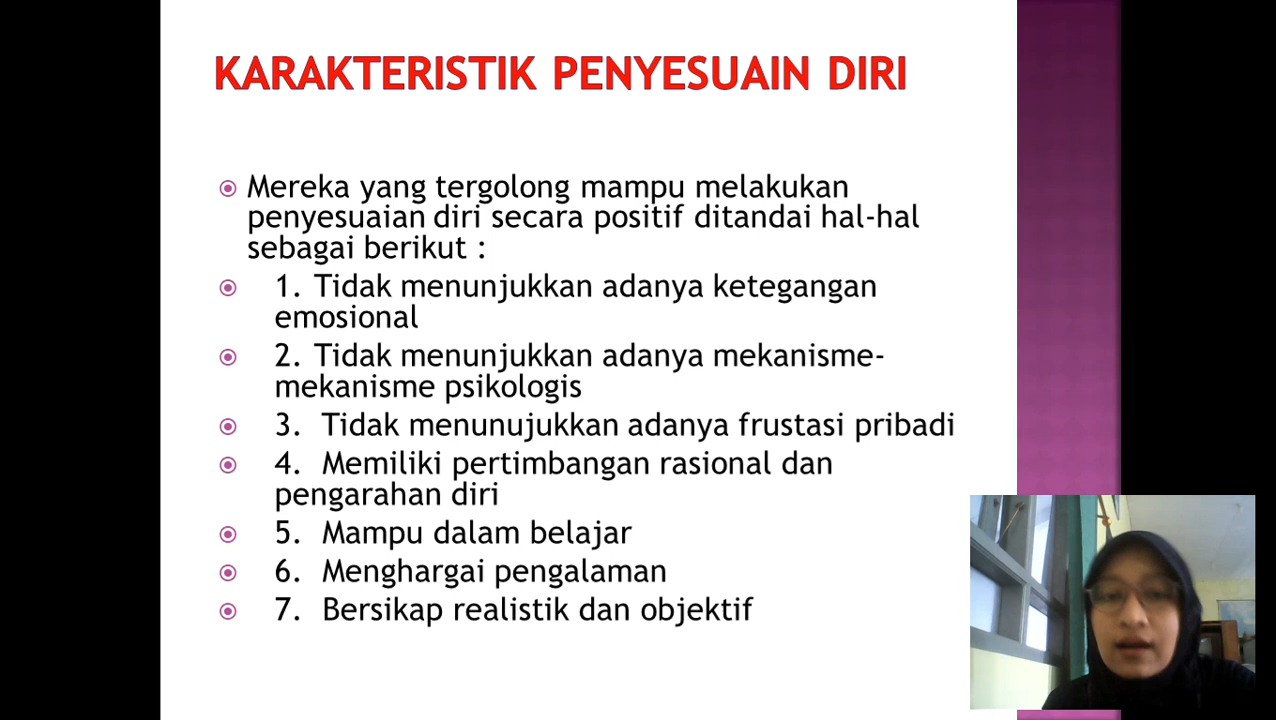 KARAKTERISTIK PENYESUAIN DIRI
Mereka yang tergolong mampu melakukan
penyesuaian diri secara positif ditandai hal-hal
sebagai berikut :
1. Tidak menunjukkan adanya ketegangan
emosional
2. Tidak menunjukkan adanya mekanisme-
mekanisme psikologis
3. Tidak menunujukkan adanya frustasi pribadi
4. Memiliki pertimbangan rasional dan
pengarahan diri
5. Mampu dalam belajar
6. Menghargai pengalaman
7. Bersikap realistik dan objektif